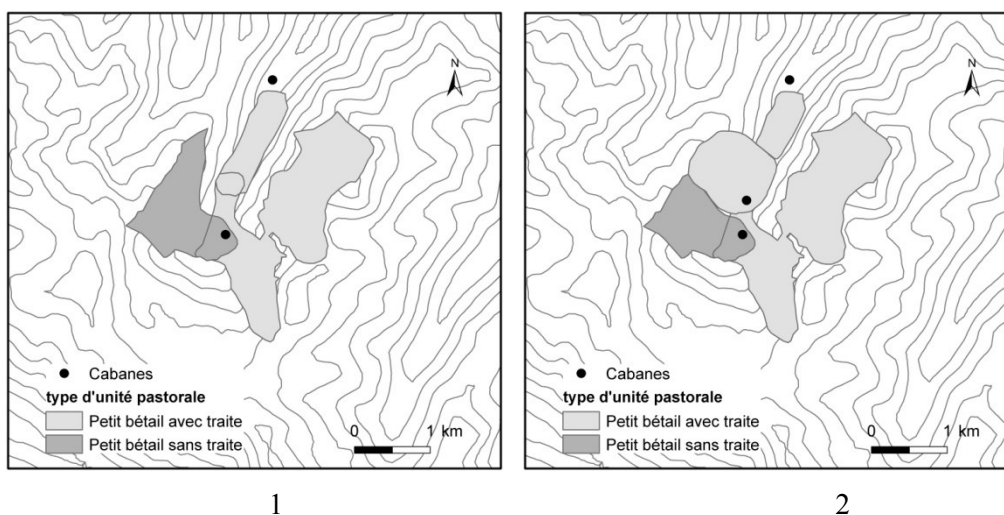 N
Cabanes
type d'unité pastorale
Petit bétail avec traite
Petit bétail sans traite
0 1 km
N
Cabanes
type d'unité pastorale
Petit bétail avec traite
Petit bétail sans traite
0 1 km
1
2